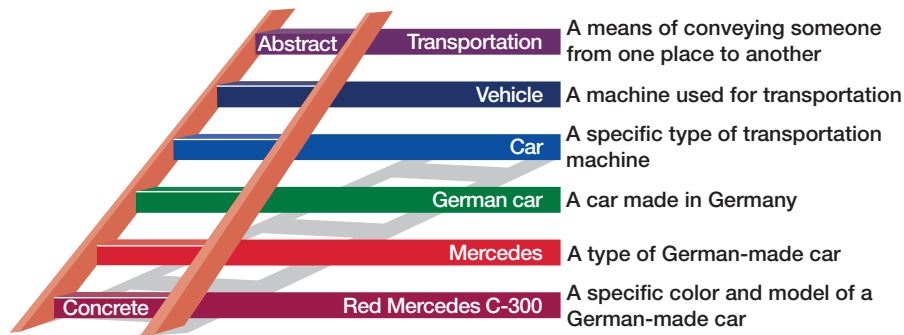 Abstract Transportation A means of conveying someone
from one place to another
Vehicle A machine used for transportation
Car A specific type of transportation
machine
German car A car made in Germany
Mercedes A type of German-made car
Concrete Red Mercedes C-300 A specific color and model of a
German-made car